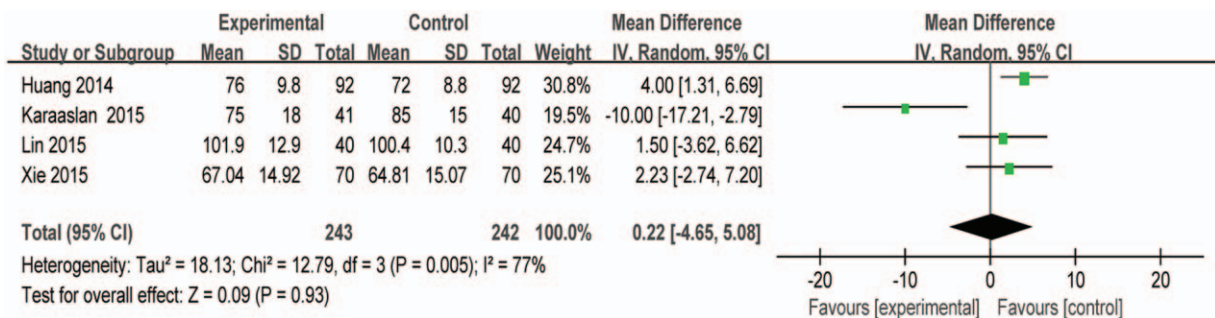 Experimental Control Mean Difference Mean Difference
Study or Subgroup Mean SD Total Mean SD Total Weight IV, Random, 95% CI IV, Random, 95% CI
Huang 2014 76 9.8 92 72 8.8 92 30.8% 4.00 [1.31, 6.69]
Karaaslan 2015 75 18 41 85 15 40 19.5% -10.00 [-17.21, -2.79]
Lin 2015 101.9 12.9 40 100.4 10.3 40 24.7% 1.50 [-3.62, 6.62]
Xie 2015 67.04 14.92 70 64.81 15.07 70 25.1% 2.23 [-2.74, 7.20]
Total (95% CI) 243 242 100.0% 0.22 [-4.65, 5.08]
Heterogeneity: Tau² = 18.13; Chi² = 12.79, df = 3 (P = 0.005); I² = 77%
Test for overall effect: Z = 0.09 (P = 0.93)
-20 -10 0 10 20
Favours [experimental] Favours [control]